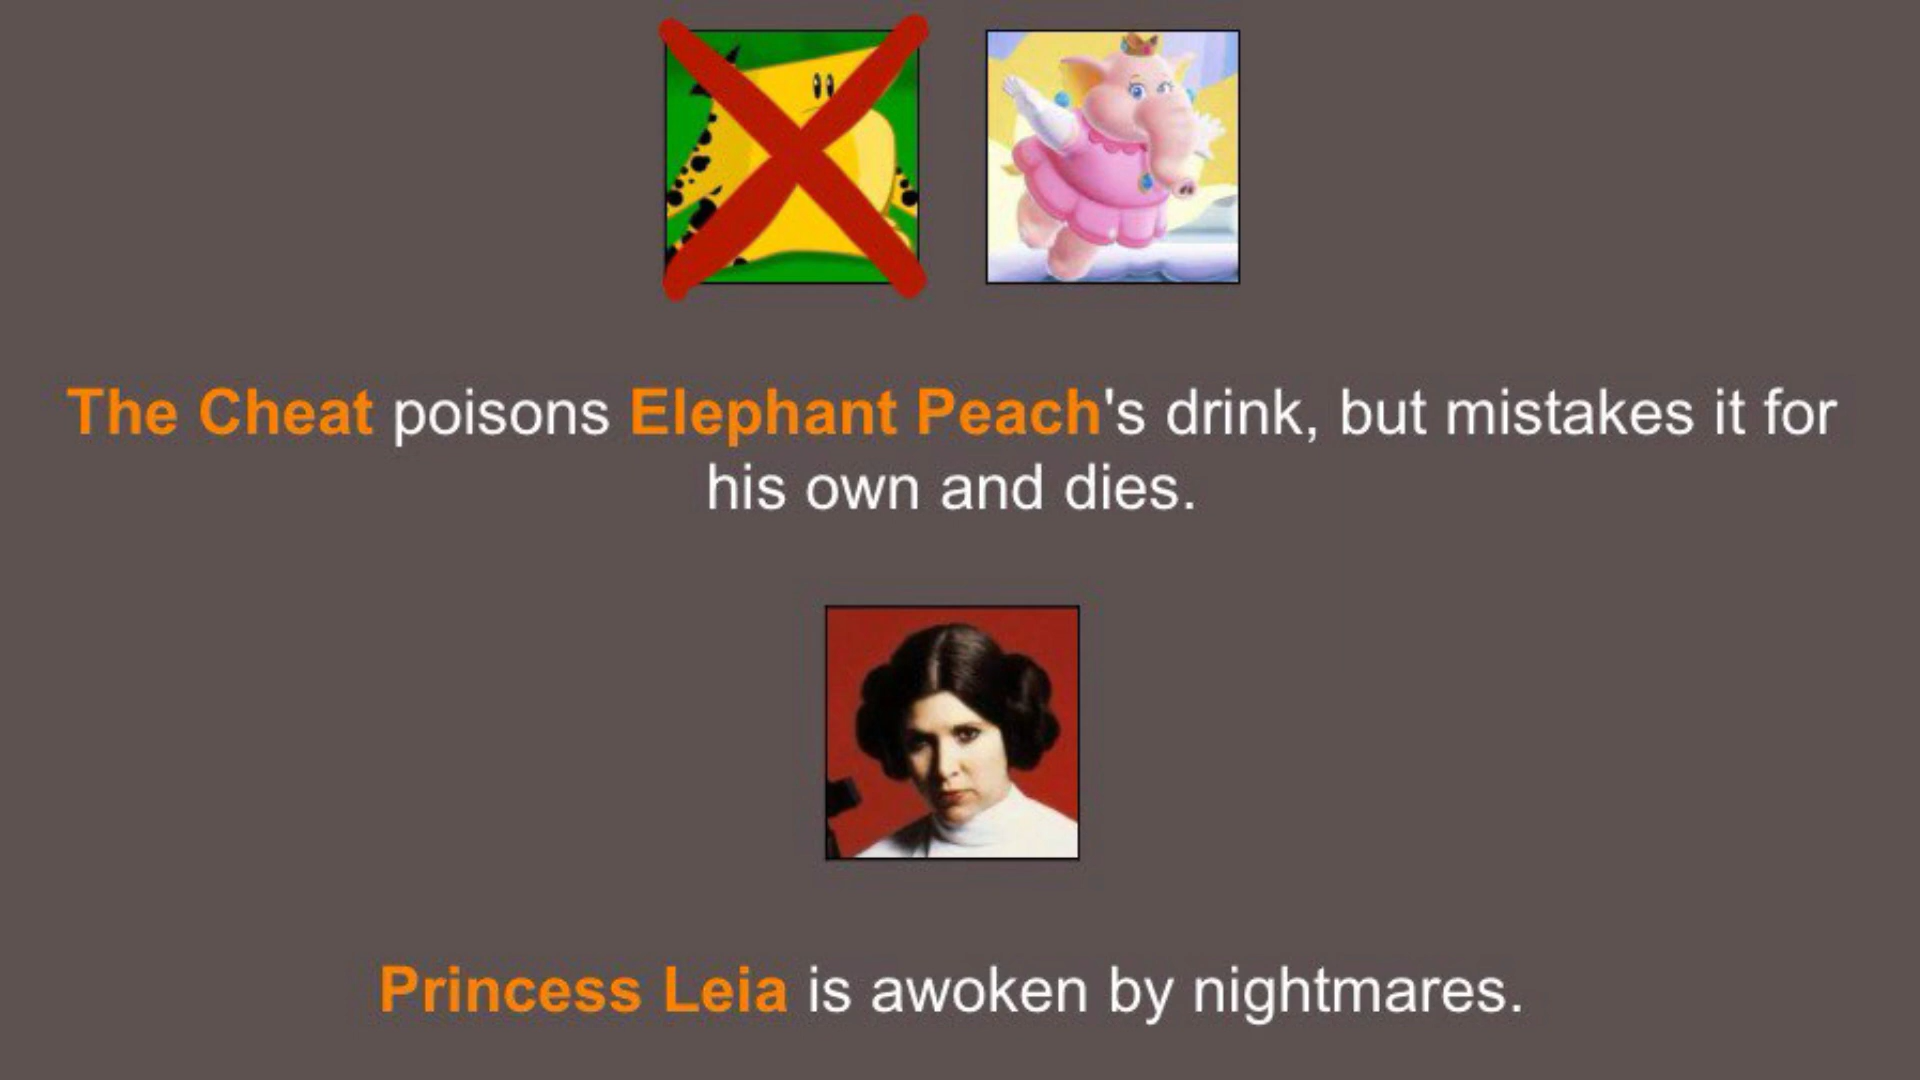 The Cheat poisons Elephant Peach's drink, but mistakes it for
his own and dies.
Princess Leia is awoken by nightmares.